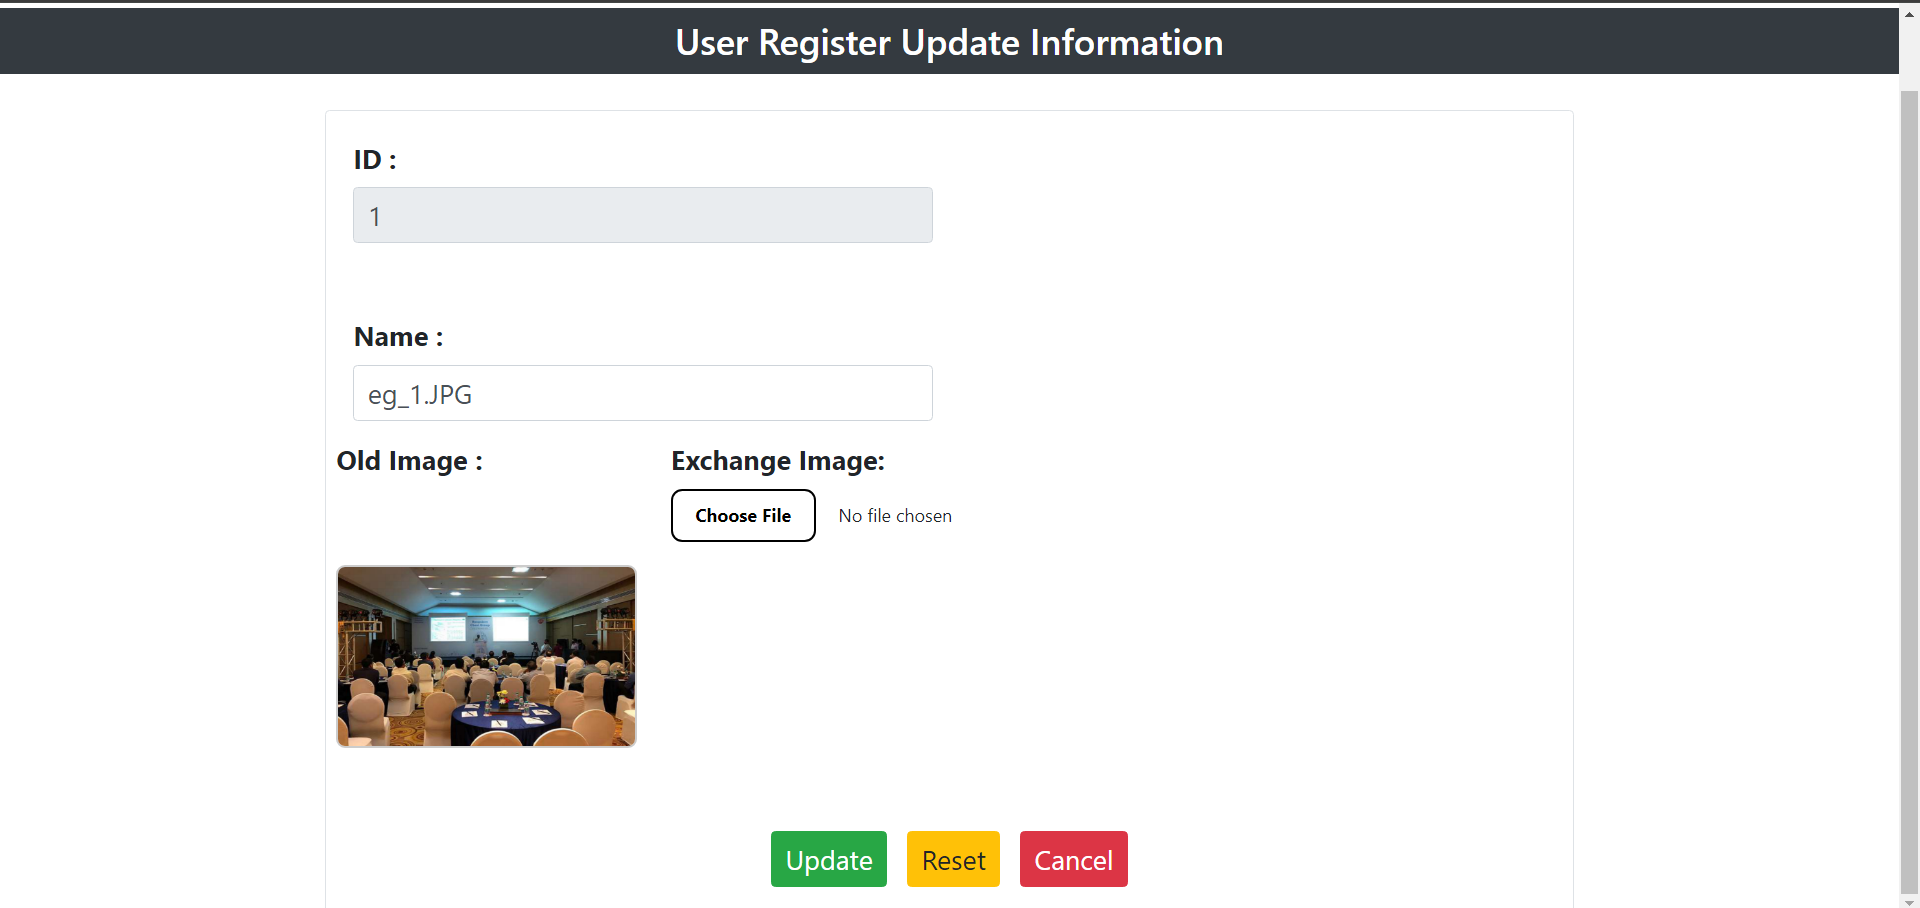 User Register Update Information
ID :
1
Name :
eg_1.JPG
Old Image :
Exchange Image:
Choose File
No file chosen
Update
Reset
Cancel